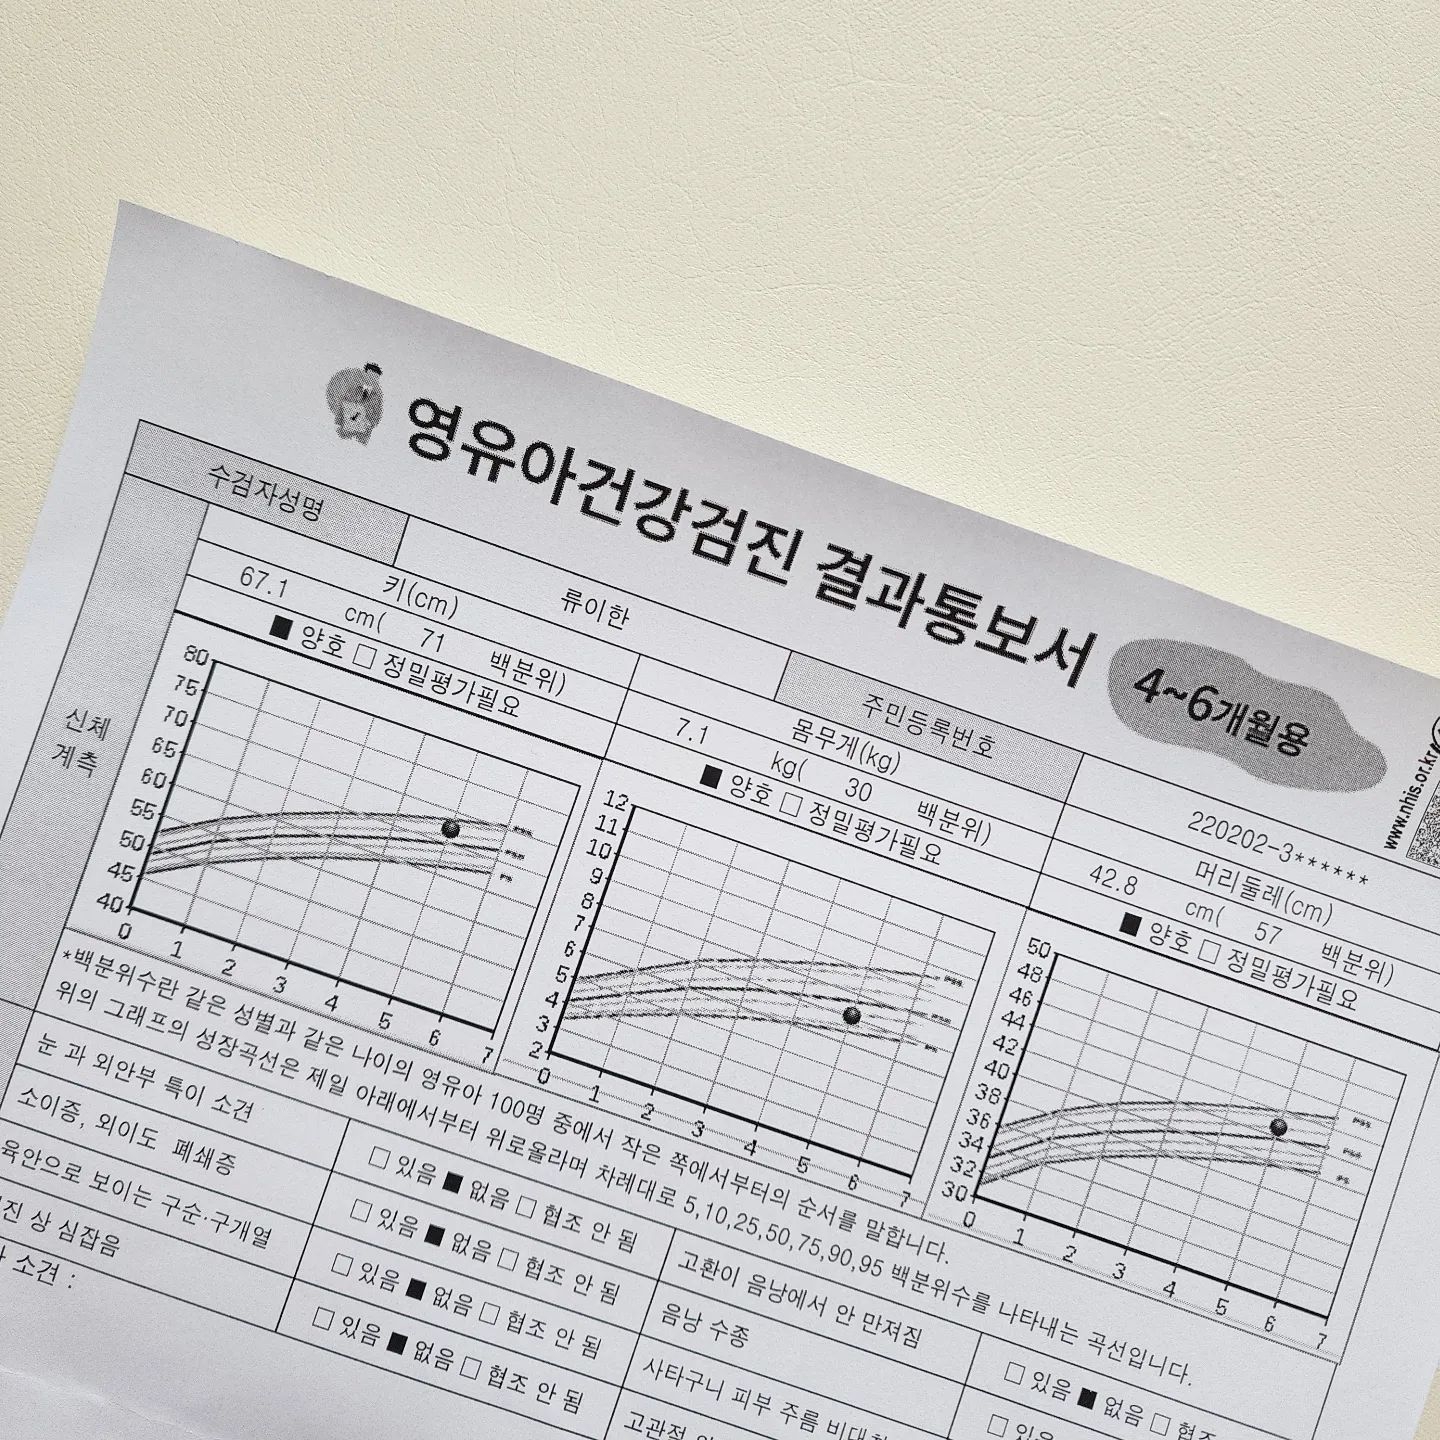 영유아건강검진 결과통보서
4~6개월용
www.nhis.or.kr
수검자성명 류이한 주민등록번호 220202-3******
신체
계측
키(cm) 몸무게(kg) 머리둘레(cm)
67.1 cm( 71 백분위) 7.1 kg( 30 백분위) 42.8 cm( 57 백분위)
■ 양호 □ 정밀평가필요 ■ 양호 □ 정밀평가필요 ■ 양호 □ 정밀평가필요
80
75
70
65
60
55
50
45
40
0 1 2 3 4 5 6 7
12
11
10
9
8
7
6
5
4
3
2
0 1 2 3 4 5 6 7
50
48
46
44
42
40
38
36
34
32
30
0 1 2 3 4 5 6 7
*백분위수란 같은 성별과 같은 나이의 영유아 100명 중에서 작은 쪽에서부터의 순서를 말합니다.
위의 그래프의 성장곡선은 제일 아래에서부터 위로올라며 차례대로 5,10,25,50,75,90,95 백분위수를 나타내는 곡선입니다.
눈 과 외안부 특이 소견 □ 있음 ■ 없음 □ 협조 안 됨 고환이 음낭에서 안 만져짐 □ 있음 ■ 없음 □ 협조
소이증, 외이도 폐쇄증 □ 있음 ■ 없음 □ 협조 안 됨 음낭 수종 □ 있음
육안으로 보이는 구순·구개열 □ 있음 ■ 없음 □ 협조 안 됨 사타구니 피부 주름 비대
진 상 심잡음 □ 있음 ■ 없음 □ 협조 안 됨 고관절
소견 :